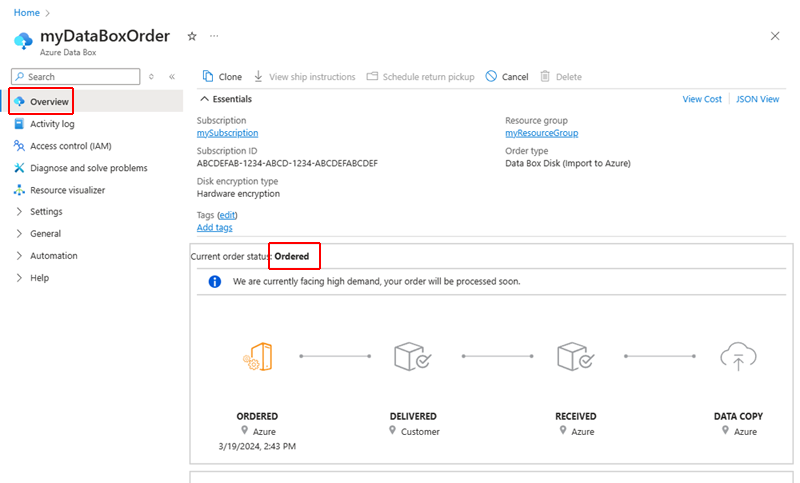 Home
myDataBoxOrder
Azure Data Box
Search
Overview
Activity log
Access control (IAM)
Diagnose and solve problems
Resource visualizer
Settings
General
Automation
Help
Clone View ship instructions Schedule return pickup Cancel Delete
Essentials View Cost JSON View
Subscription
mySubscription
Subscription ID
ABCDEFAB-1234-ABCD-1234-ABCDEFABCDEF
Disk encryption type
Hardware encryption
Resource group
myResourceGroup
Order type
Data Box Disk (Import to Azure)
Tags (edit)
Add tags
Current order status: Ordered
We are currently facing high demand, your order will be processed soon.
ORDERED DELIVERED RECEIVED DATA COPY
Azure Customer Azure Azure
3/19/2024, 2:43 PM